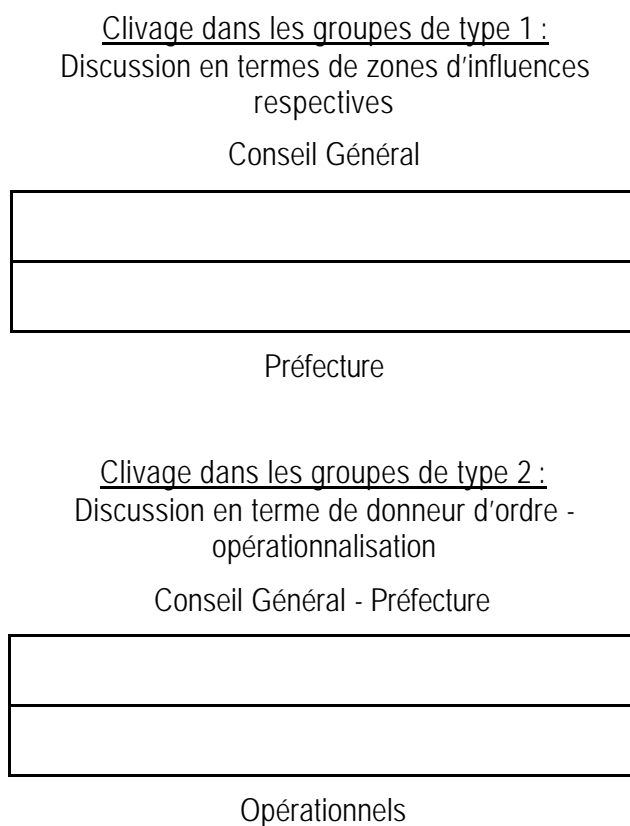 Clivage dans les groupes de type 1 :
Discussion en termes de zones d'influences
respectives
Conseil Général
Préfecture
Clivage dans les groupes de type 2 :
Discussion en terme de donneur d'ordre -
opérationnalisation
Conseil Général - Préfecture
Opérationnels